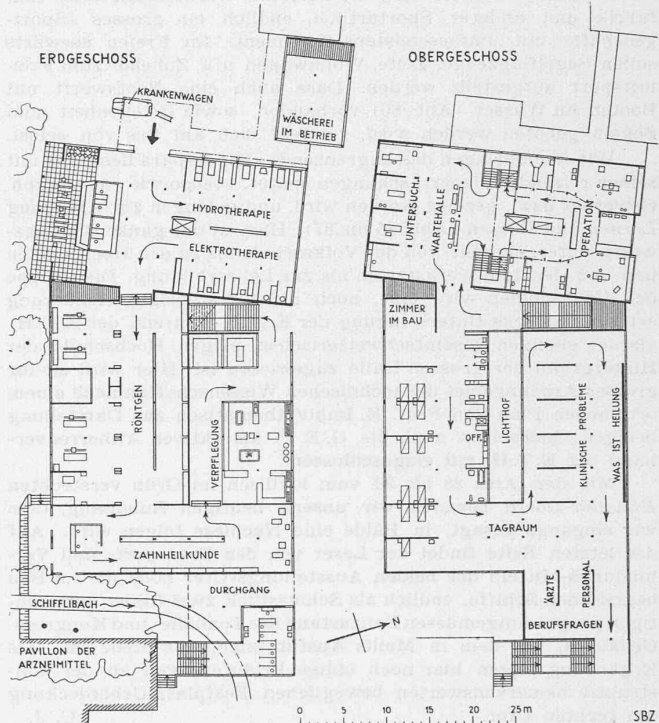 ERDGESCHOSS
OBERGESCHOSS
KRANKENWAGEN
WÄSCHEREI
IM BETRIEB
HYDROTHERAPIE
ELEKTROTHERAPIE
UNTERSUCH.
WARTEHALLE
OPERATION
ZIMMER
IM BAU
RÖNTGEN
VERPFLEGUNG
OFF.
LICHTHOF
KLINISCHE PROBLEME
WAS IST HEILUNG
ZAHNHEILKUNDE
TAGRAUM
DURCHGANG
SCHIFFLIBACH
ÄRZTE
PERSONAL
BERUFSFRAGEN
PAVILLON DER
ARZNEIMITTEL
N
0 5 10 15 20 25m
SBZ